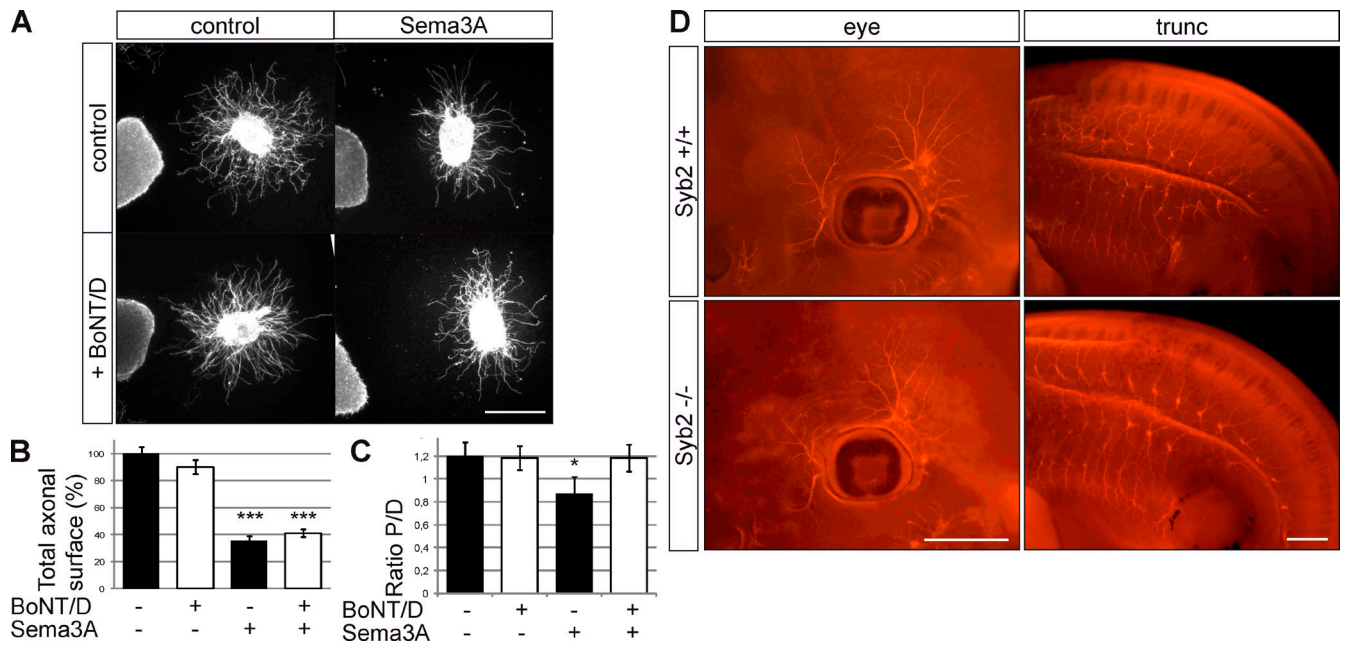 A
control
Sema3A
control
+ BoNT/D
B
Total axonal
surface (%)
100
80
60
40
20
0
***
***
BoNT/D - + - +
Sema3A - - + +
C
Ratio P/D
1,2
1
0,8
0,6
0,4
0,2
0
*
BoNT/D - + - +
Sema3A - - + +
D
eye
trunc
Syb2 +/+
Syb2 -/-